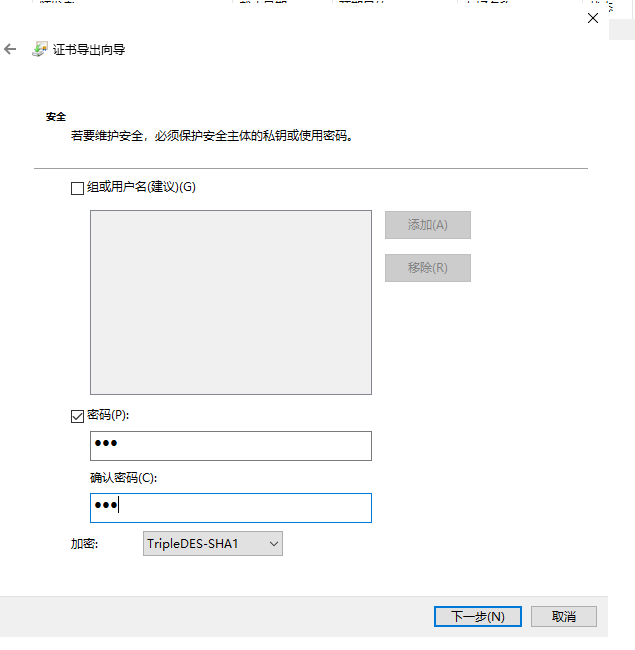 证书导出向导
安全
若要维护安全，必须保护安全主体的私钥或使用密码。
组或用户名(建议)(G)
添加(A)
移除(R)
密码(P):
确认密码(C):
加密:
TripleDES-SHA1
下一步(N)
取消